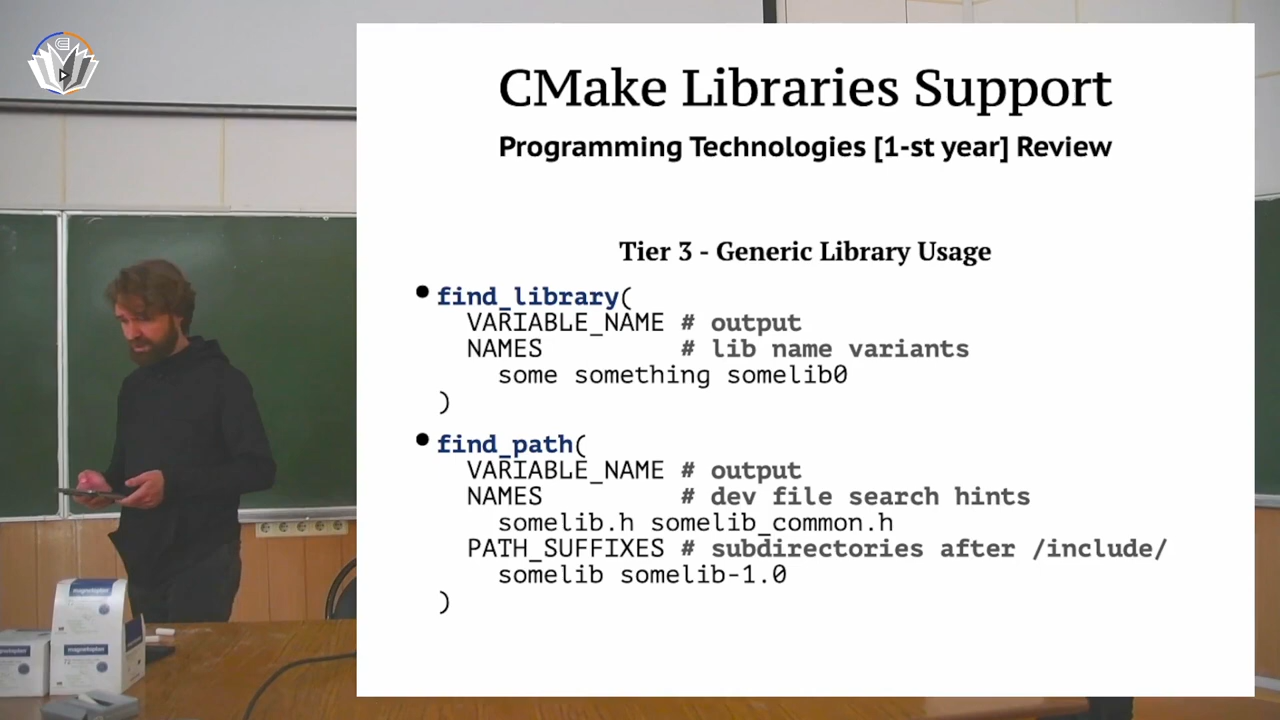 CMake Libraries Support
Programming Technologies [1-st year] Review
Tier 3 - Generic Library Usage
• find_library(
VARIABLE_NAME # output
NAMES # lib name variants
some something somelib0
)
• find_path(
VARIABLE_NAME # output
NAMES # dev file search hints
somelib.h somelib_common.h
PATH_SUFFIXES # subdirectories after /include/
somelib somelib-1.0
)